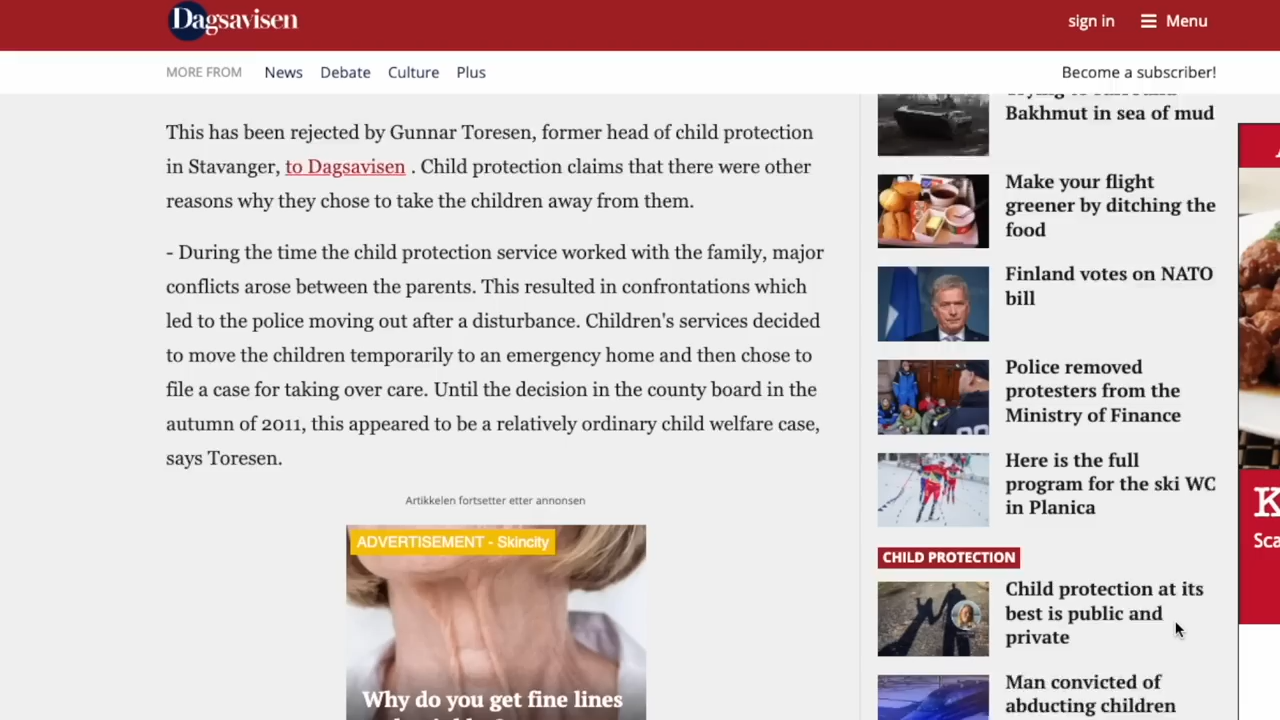 Dagsavisen
sign in
Menu
MORE FROM
News
Debate
Culture
Plus
Become a subscriber!
This has been rejected by Gunnar Toresen, former head of child protection
in Stavanger, to Dagsavisen . Child protection claims that there were other
reasons why they chose to take the children away from them.
- During the time the child protection service worked with the family, major
conflicts arose between the parents. This resulted in confrontations which
led to the police moving out after a disturbance. Children's services decided
to move the children temporarily to an emergency home and then chose to
file a case for taking over care. Until the decision in the county board in the
autumn of 2011, this appeared to be a relatively ordinary child welfare case,
says Toresen.
Artikkelen fortsetter etter annonsen
ADVERTISEMENT - Skincity
Why do you get fine lines
Bakhmut in sea of mud
Make your flight
greener by ditching the
food
Finland votes on NATO
bill
Police removed
protesters from the
Ministry of Finance
Here is the full
program for the ski WC
in Planica
CHILD PROTECTION
Child protection at its
best is public and
private
Man convicted of
abducting children